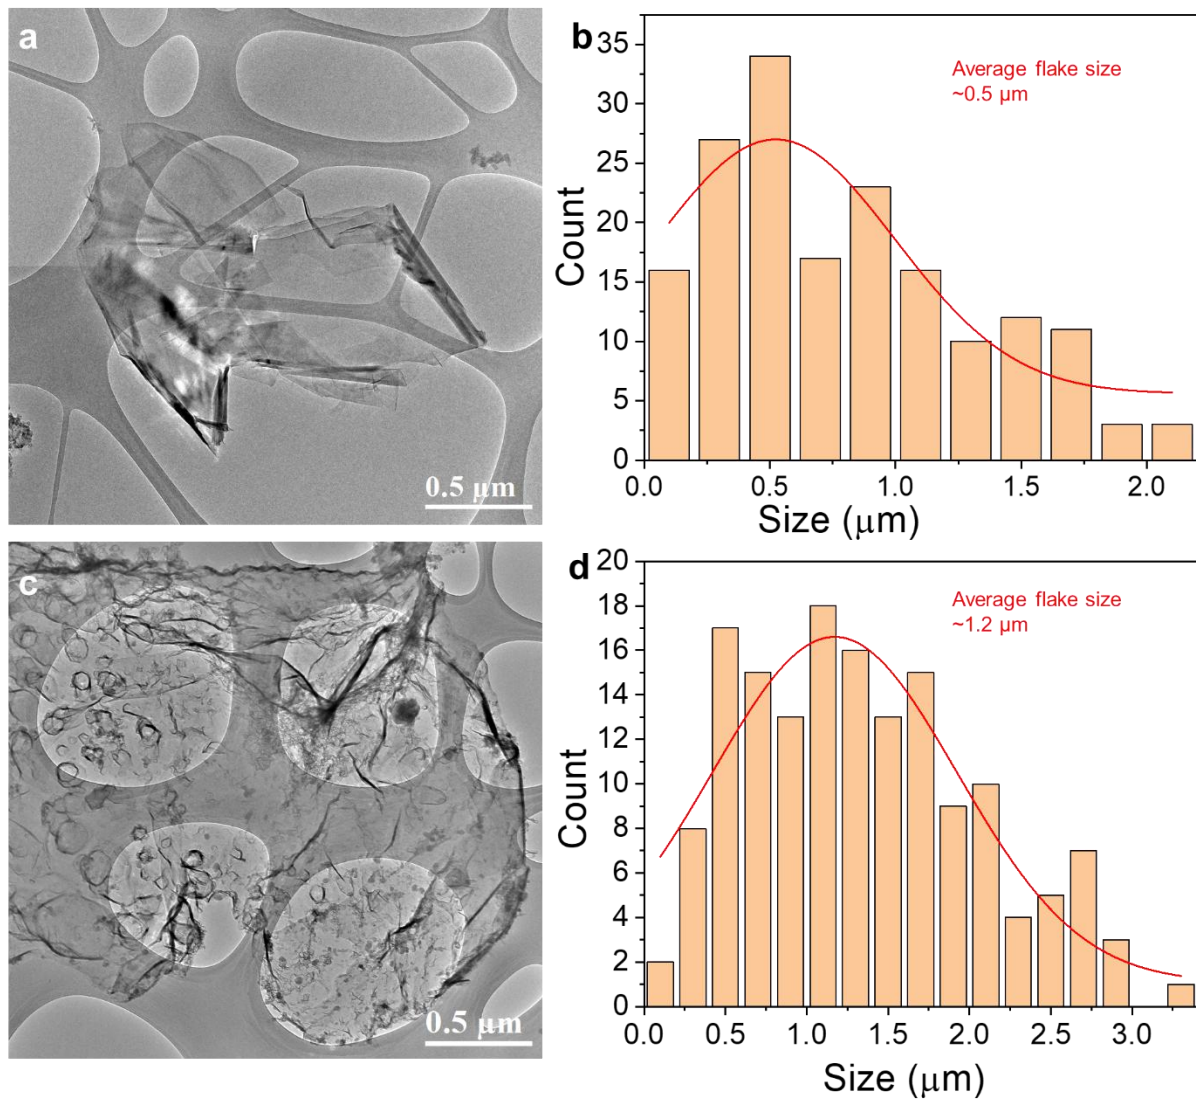 a
0.5 μm
b
Average flake size
~0.5 μm
Count
35
30
25
20
15
10
5
0
0.0 0.5 1.0 1.5 2.0
Size (μm)
c
0.5 μm
d
Average flake size
~1.2 μm
Count
20
18
16
14
12
10
8
6
4
2
0
0.0 0.5 1.0 1.5 2.0 2.5 3.0
Size (μm)